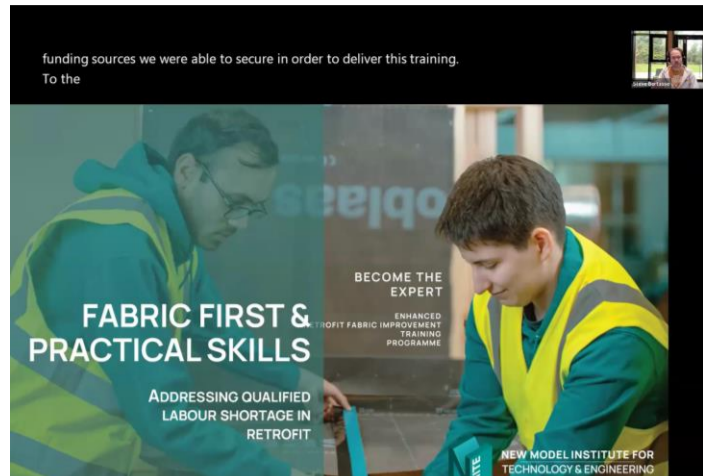 funding sources we were able to secure in order to deliver this training.
To the
BECOME THE
EXPERT
ENHANCED
RETROFIT FABRIC IMPROVEMENT
TRAINING
PROGRAMME
FABRIC FIRST &
PRACTICAL SKILLS
ADDRESSING QUALIFIED
LABOUR SHORTAGE IN
RETROFIT
NEW MODEL INSTITUTE FOR
TECHNOLOGY & ENGINEERING